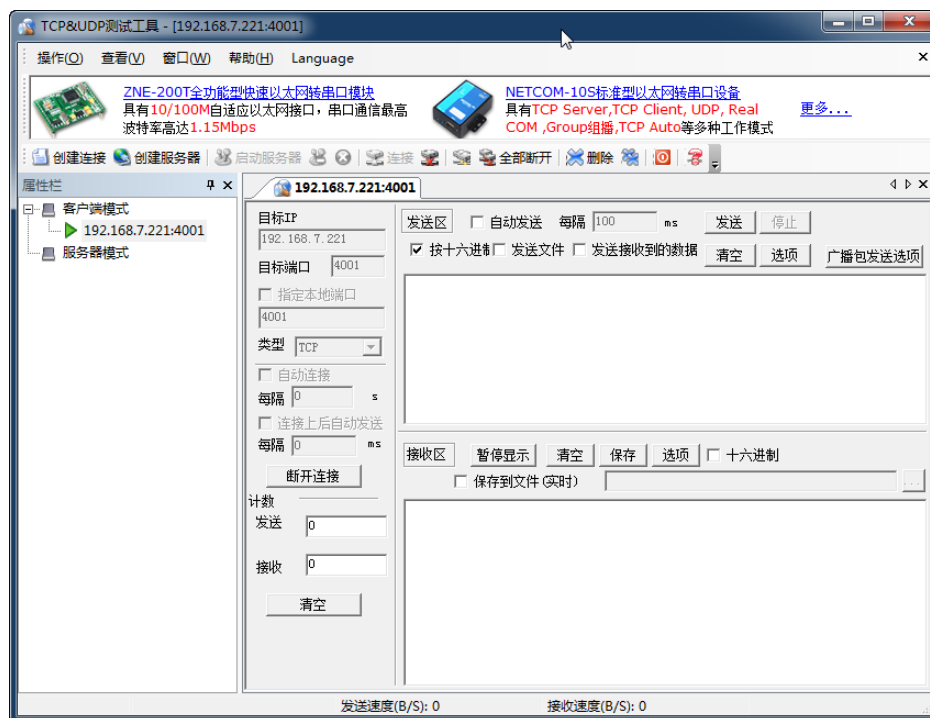 TCP&UDP测试工具 - [192.168.7.221:4001]
操作(O) 查看(V) 窗口(W) 帮助(H) Language
ZNE-200T全功能型快速以太网转串口模块
具有10/100M自适应以太网接口，串口通信最高
波特率高达1.15Mbps
NETCOM-10S标准型以太网转串口设备
具有TCP Server,TCP Client, UDP, Real
COM ,Group组播,TCP Auto等多种工作模式
更多...
创建连接 创建服务器 启动服务器 连接 全部断开 删除
属性栏
客户端模式
192.168.7.221:4001
服务器模式
192.168.7.221:4001
目标IP
192.168.7.221
目标端口 4001
指定本地端口
4001
类型 TCP
自动连接
每隔 0 s
连接上后自动发送
每隔 0 ms
断开连接
计数
发送 0
接收 0
清空
发送区 自动发送 每隔 100 ms 发送 停止
按十六进制 发送文件 发送接收到的数据 清空 选项 广播包发送选项
接收区 暂停显示 清空 保存 选项 十六进制
保存到文件(实时) ...
发送速度(B/S): 0 接收速度(B/S): 0